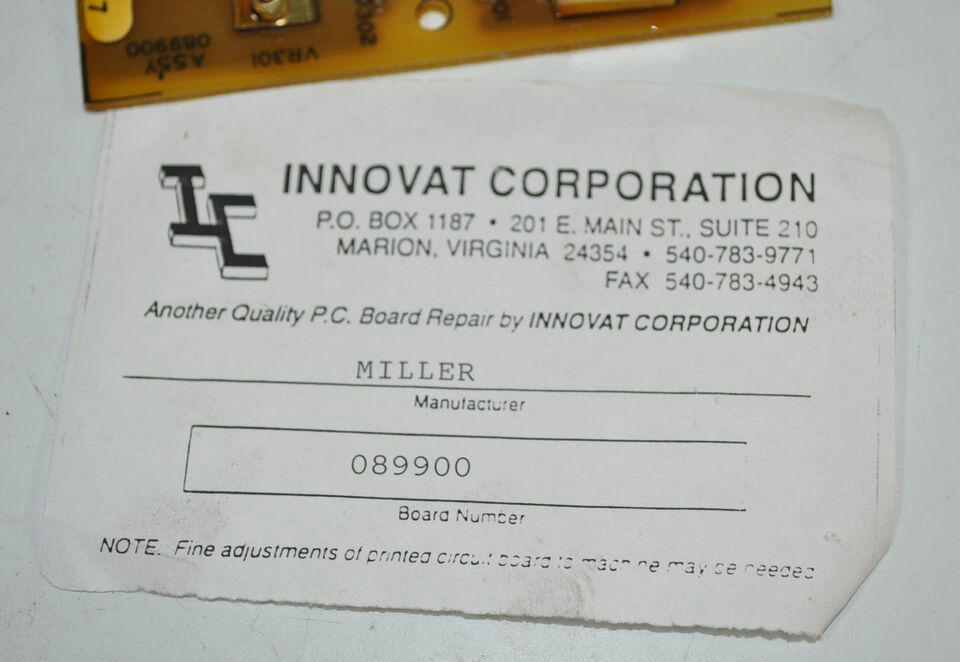 7
ASSY
089900
VR301
INNOVAT CORPORATION
P.O. BOX 1187 • 201 E. MAIN ST., SUITE 210
MARION, VIRGINIA 24354 • 540-783-9771
FAX 540-783-4943
Another Quality P.C. Board Repair by INNOVAT CORPORATION
MILLER
Manufacturer
089900
Board Number
NOTE. Fine adjustments of printed circuit board to machine may be needed